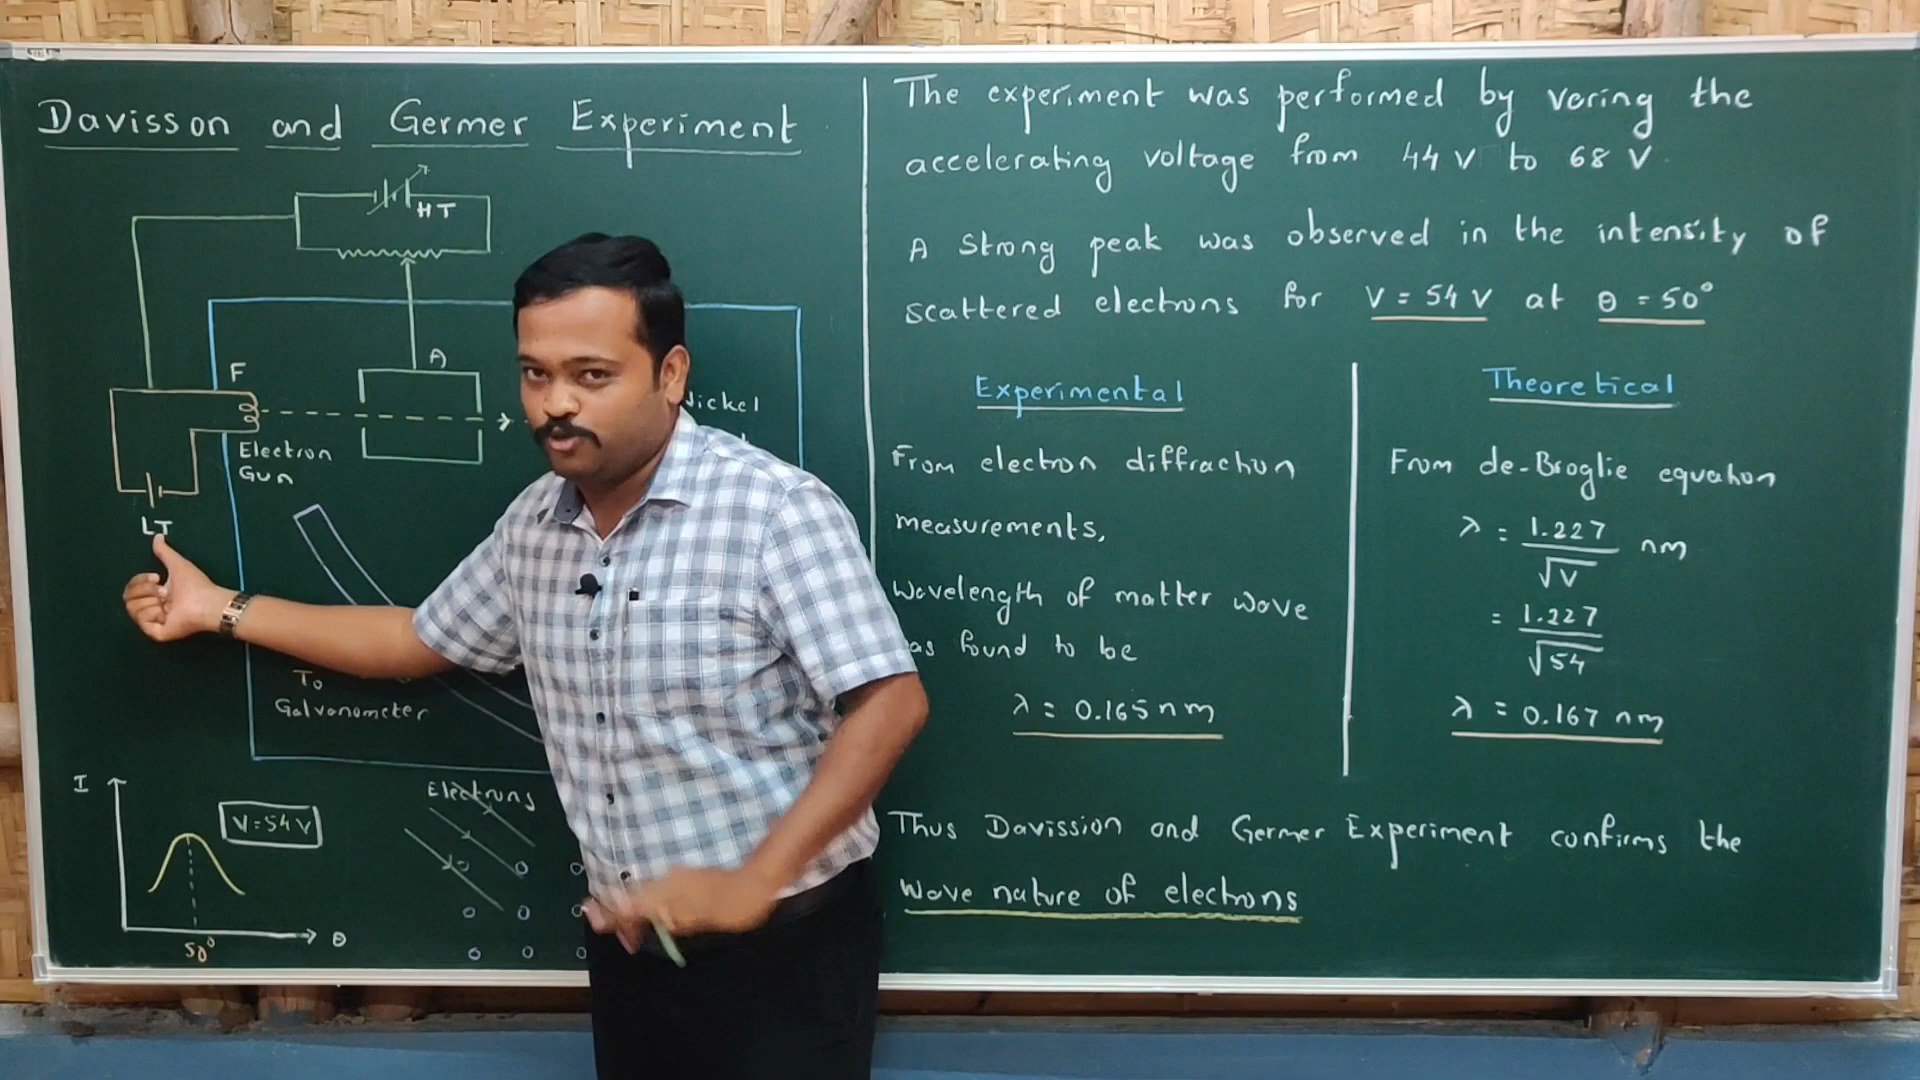 Davisson and Germer Experiment
HT
A
F
Electron
Gun
LT
To
Galvanometer
I
V=54V
50°
θ
Electrons
The experiment was performed by varing the
accelerating voltage from 44 V to 68 V
A Strong peak was observed in the intensity of
scattered electrons for V = 54 V at θ = 50°
Experimental
From electron diffraction
measurements,
Wavelength of matter wave
found to be
λ = 0.165 nm
Theoretical
From de-Broglie equation
λ = 1.227 / √V nm
= 1.227 / √54
λ = 0.167 nm
Thus Davission and Germer Experiment confirms the
wave nature of electrons